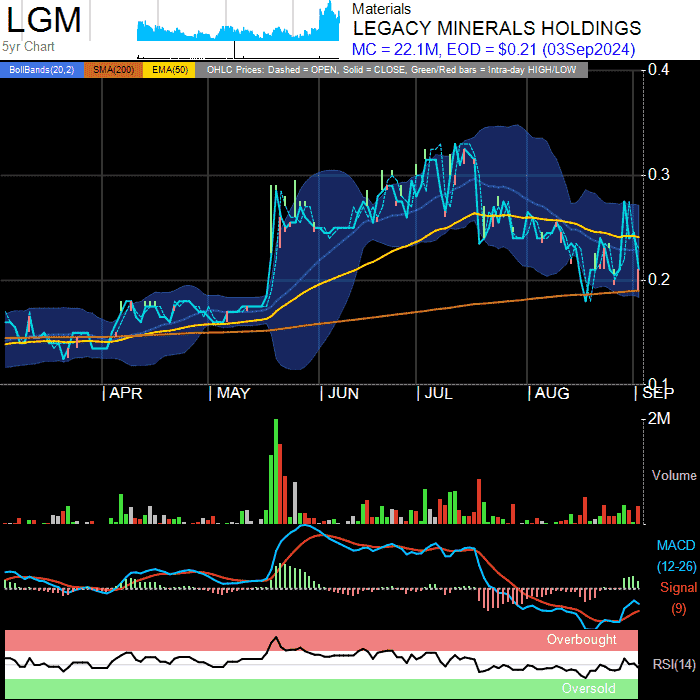 LGM
5yr Chart
Materials
LEGACY MINERALS HOLDINGS
MC = 22.1M, EOD = $0.21 (03Sep2024)
BollBands(20,2) SMA(200) EMA(50) OHLC Prices: Dashed = OPEN, Solid = CLOSE, Green/Red bars = Intra-day HIGH/LOW
0.4
0.3
0.2
0.1
APR MAY JUN JUL AUG SEP
2M
Volume
MACD
(12-26)
Signal
(9)
Overbought
RSI(14)
Oversold